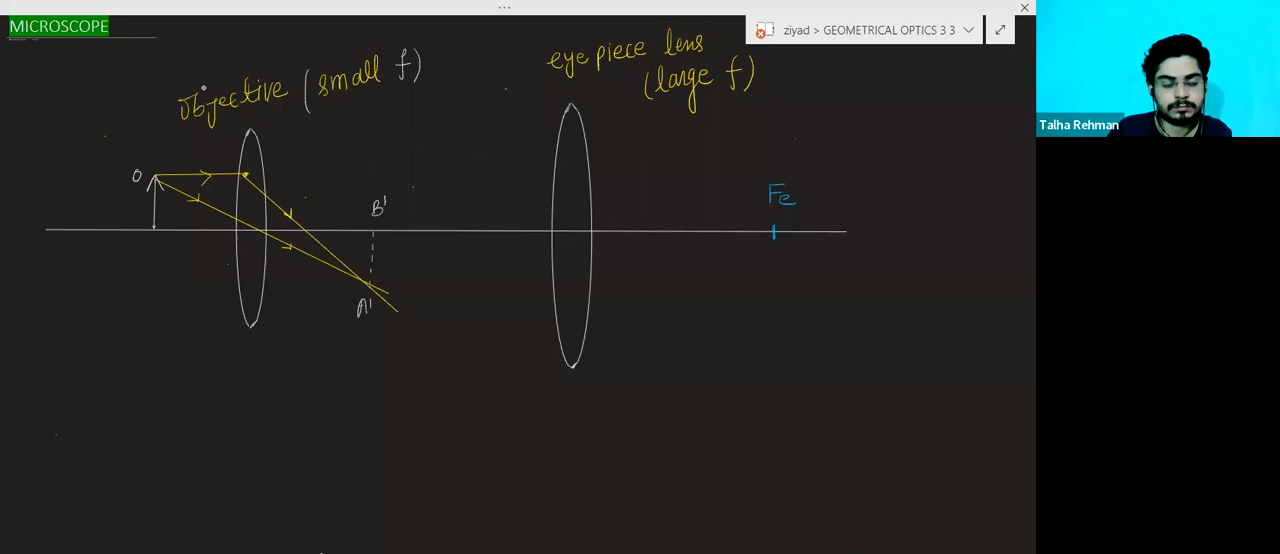 MICROSCOPE
ziyad > GEOMETRICAL OPTICS 3 3
objective (small f)
eye piece lens
(large f)
Talha Rehman
O
B'
Fe
A'